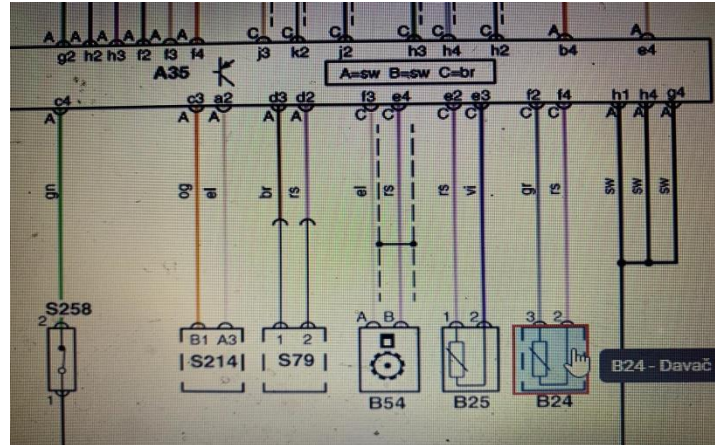 A A A A A A C C C C C C A A
g2 h2 h3 f2 f3 f4 j3 k2 j2 h3 h4 h2 b4 e4
A35
A=sw B=sw C=br
c4 c3 a2 d3 d2 f3 e4 e2 e3 f2 f4 h1 h4 g4
A A A A A C C C C C C A A A
gn og el br rs el rs rs vi gr rs sw sw sw
S258
2 B1 A3 1 2 A B 1 2 3 2
S214 S79
B24 - Davač
1
B54 B25 B24